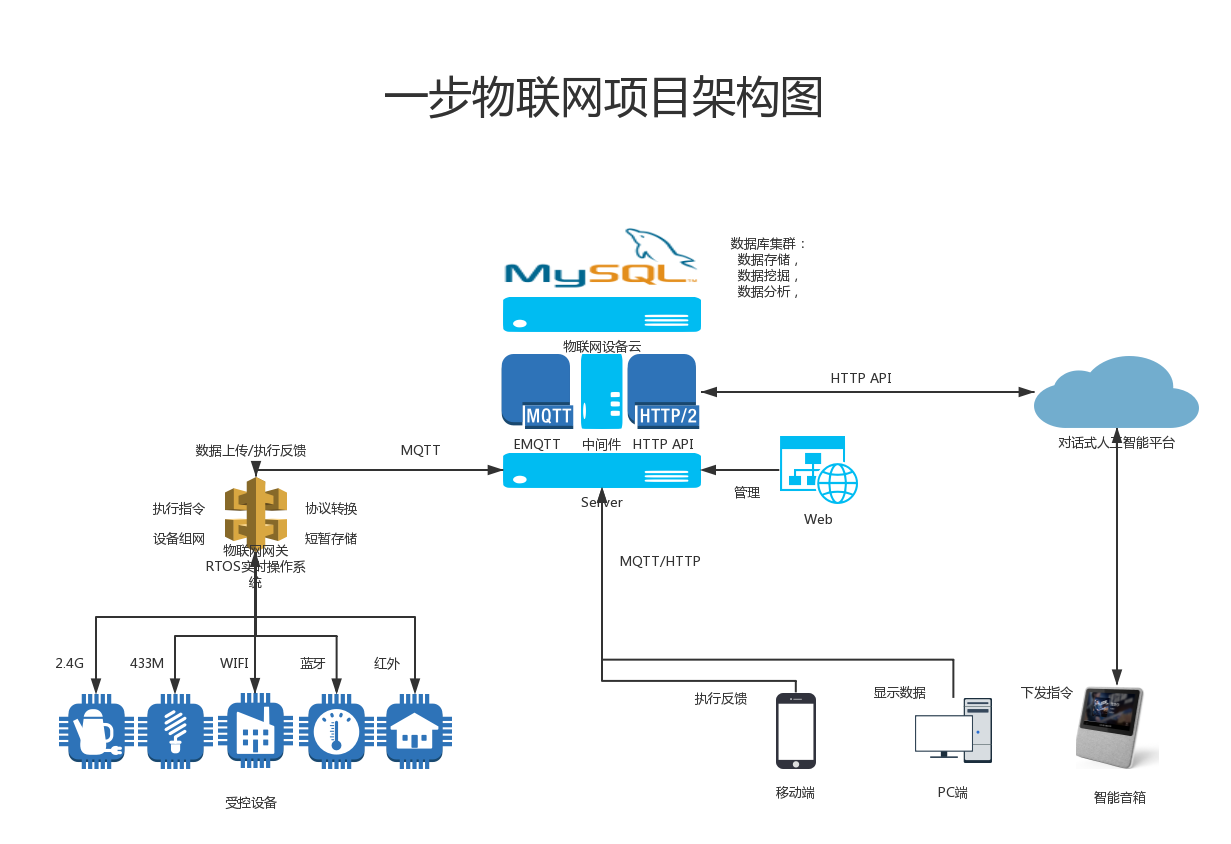 一步物联网项目架构图
MySQL™
数据库集群：
数据存储，
数据挖掘，
数据分析，
物联网设备云
MQTT
HTTP/2
HTTP API
EMQTT
中间件
HTTP API
对话式人工智能平台
数据上传/执行反馈
MQTT
Server
管理
Web
执行指令
协议转换
设备组网
短暂存储
物联网网关
RTOS实时操作系
统
MQTT/HTTP
2.4G
433M
WIFI
蓝牙
红外
执行反馈
显示数据
下发指令
受控设备
移动端
PC端
智能音箱